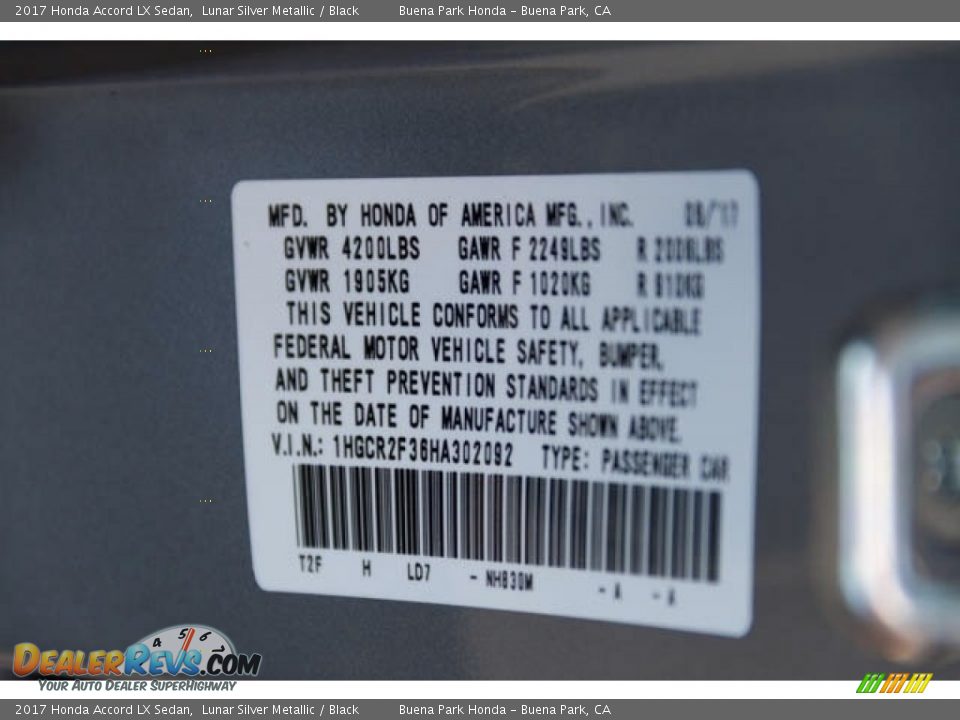 2017 Honda Accord LX Sedan, Lunar Silver Metallic / Black Buena Park Honda – Buena Park, CA
MFD. BY HONDA OF AMERICA MFG., INC.
GVWR 4200LBS GAWR F 2249LBS R
GVWR 1905KG GAWR F 1020KG R
THIS VEHICLE CONFORMS TO ALL APPLICABLE
FEDERAL MOTOR VEHICLE SAFETY, BUMPER,
AND THEFT PREVENTION STANDARDS IN EFFECT
ON THE DATE OF MANUFACTURE SHOWN ABOVE.
V.I.N.: 1HGCR2F36HA302092 TYPE: PASSENGER CAR
T2F H LD7 - NH830M - A - A
4 5 6
DEALERREVS.COM
YOUR AUTO DEALER SUPERHIGHWAY
2017 Honda Accord LX Sedan, Lunar Silver Metallic / Black Buena Park Honda – Buena Park, CA